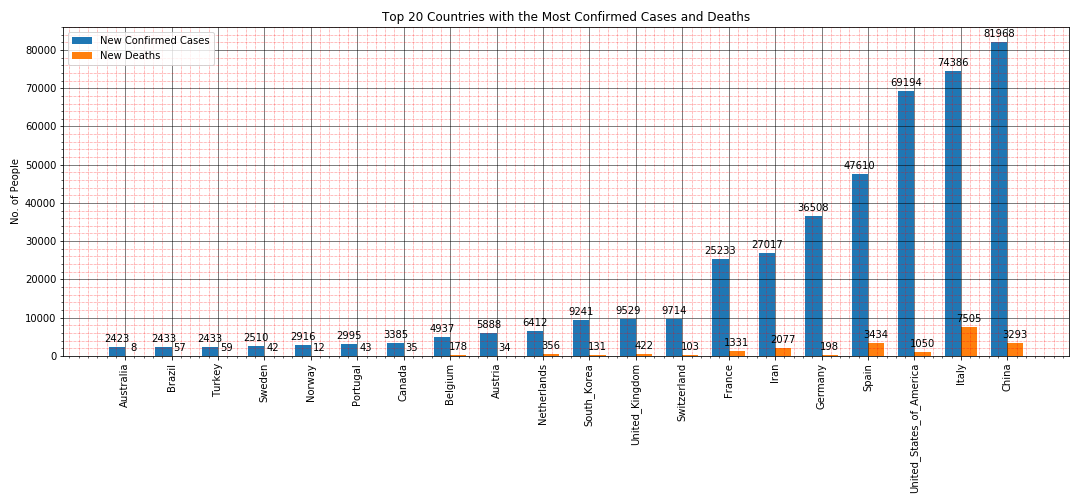 Top 20 Countries with the Most Confirmed Cases and Deaths
New Confirmed Cases
New Deaths
No. of People
80000
70000
60000
50000
40000
30000
20000
10000
0
2423 8
2433 57
2433 59
2510 42
2916 12
2995 43
3385 35
4937 178
5888 34
6412 356
9241 131
9529 422
9714 103
25233 1331
27017 2077
36508 198
47610 3434
69194 1050
74386 7505
81968 3293
Australia
Brazil
Turkey
Sweden
Norway
Portugal
Canada
Belgium
Austria
Netherlands
South_Korea
United_Kingdom
Switzerland
France
Iran
Germany
Spain
United_States_of_America
Italy
China